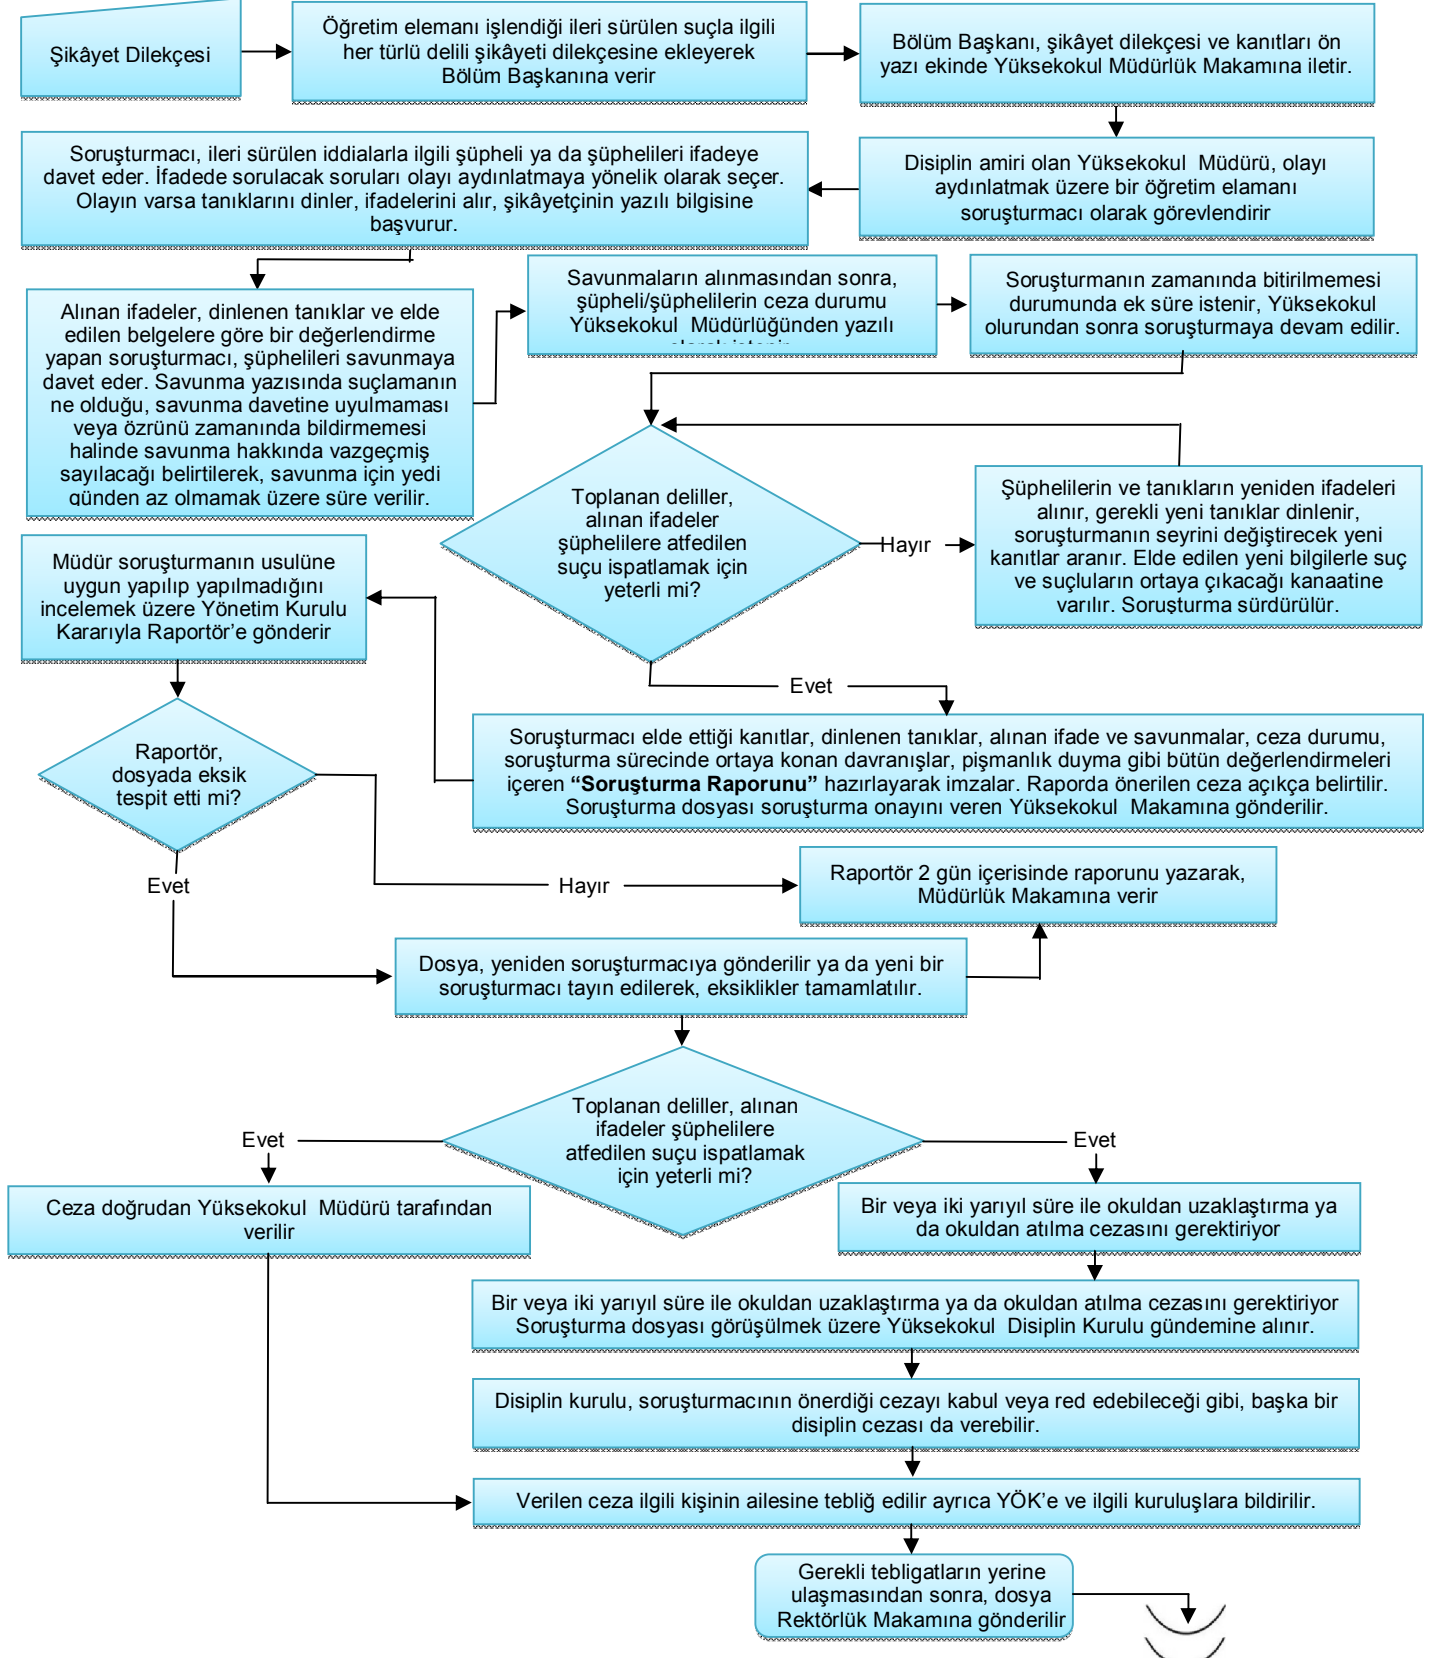 Şikâyet Dilekçesi
Öğretim elemanı işlendiği ileri sürülen suçla ilgili
her türlü delili şikâyeti dilekçesine ekleyerek
Bölüm Başkanına verir
Bölüm Başkanı, şikâyet dilekçesi ve kanıtları ön
yazı ekinde Yüksekokul Müdürlük Makamına iletir.
Disiplin amiri olan Yüksekokul Müdürü, olayı
aydınlatmak üzere bir öğretim elamanı
soruşturmacı olarak görevlendirir
Soruşturmacı, ileri sürülen iddialarla ilgili şüpheli ya da şüphelileri ifadeye
davet eder. İfadede sorulacak soruları olayı aydınlatmaya yönelik olarak seçer.
Olayın varsa tanıklarını dinler, ifadelerini alır, şikâyetçinin yazılı bilgisine
başvurur.
Alınan ifadeler, dinlenen tanıklar ve elde
edilen belgelere göre bir değerlendirme
yapan soruşturmacı, şüphelileri savunmaya
davet eder. Savunma yazısında suçlamanın
ne olduğu, savunma davetine uyulmaması
veya özrünü zamanında bildirmemesi
halinde savunma hakkında vazgeçmiş
sayılacağı belirtilerek, savunma için yedi
günden az olmamak üzere süre verilir.
Savunmaların alınmasından sonra,
şüpheli/şüphelilerin ceza durumu
Yüksekokul Müdürlüğünden yazılı
olarak istenir
Soruşturmanın zamanında bitirilmemesi
durumunda ek süre istenir, Yüksekokul
olurundan sonra soruşturmaya devam edilir.
Toplanan deliller,
alınan ifadeler
şüphelilere atfedilen
suçu ispatlamak için
yeterli mi?
Hayır
Şüphelilerin ve tanıkların yeniden ifadeleri
alınır, gerekli yeni tanıklar dinlenir,
soruşturmanın seyrini değiştirecek yeni
kanıtlar aranır. Elde edilen yeni bilgilerle suç
ve suçluların ortaya çıkacağı kanaatine
varılır. Soruşturma sürdürülür.
Evet
Soruşturmacı elde ettiği kanıtlar, dinlenen tanıklar, alınan ifade ve savunmalar, ceza durumu,
soruşturma sürecinde ortaya konan davranışlar, pişmanlık duyma gibi bütün değerlendirmeleri
içeren “Soruşturma Raporunu” hazırlayarak imzalar. Raporda önerilen ceza açıkça belirtilir.
Soruşturma dosyası soruşturma onayını veren Yüksekokul Makamına gönderilir.
Müdür soruşturmanın usulüne
uygun yapılıp yapılmadığını
incelemek üzere Yönetim Kurulu
Kararıyla Raportör’e gönderir
Raportör,
dosyada eksik
tespit etti mi?
Evet
Hayır
Raportör 2 gün içerisinde raporunu yazarak,
Müdürlük Makamına verir
Dosya, yeniden soruşturmacıya gönderilir ya da yeni bir
soruşturmacı tayin edilerek, eksiklikler tamamlatılır.
Toplanan deliller, alınan
ifadeler şüphelilere
atfedilen suçu ispatlamak
için yeterli mi?
Evet
Evet
Ceza doğrudan Yüksekokul Müdürü tarafından
verilir
Bir veya iki yarıyıl süre ile okuldan uzaklaştırma ya
da okuldan atılma cezasını gerektiriyor
Bir veya iki yarıyıl süre ile okuldan uzaklaştırma ya da okuldan atılma cezasını gerektiriyor
Soruşturma dosyası görüşülmek üzere Yüksekokul Disiplin Kurulu gündemine alınır.
Disiplin kurulu, soruşturmacının önerdiği cezayı kabul veya red edebileceği gibi, başka bir
disiplin cezası da verebilir.
Verilen ceza ilgili kişinin ailesine tebliğ edilir ayrıca YÖK’e ve ilgili kuruluşlara bildirilir.
Gerekli tebligatların yerine
ulaşmasından sonra, dosya
Rektörlük Makamına gönderilir